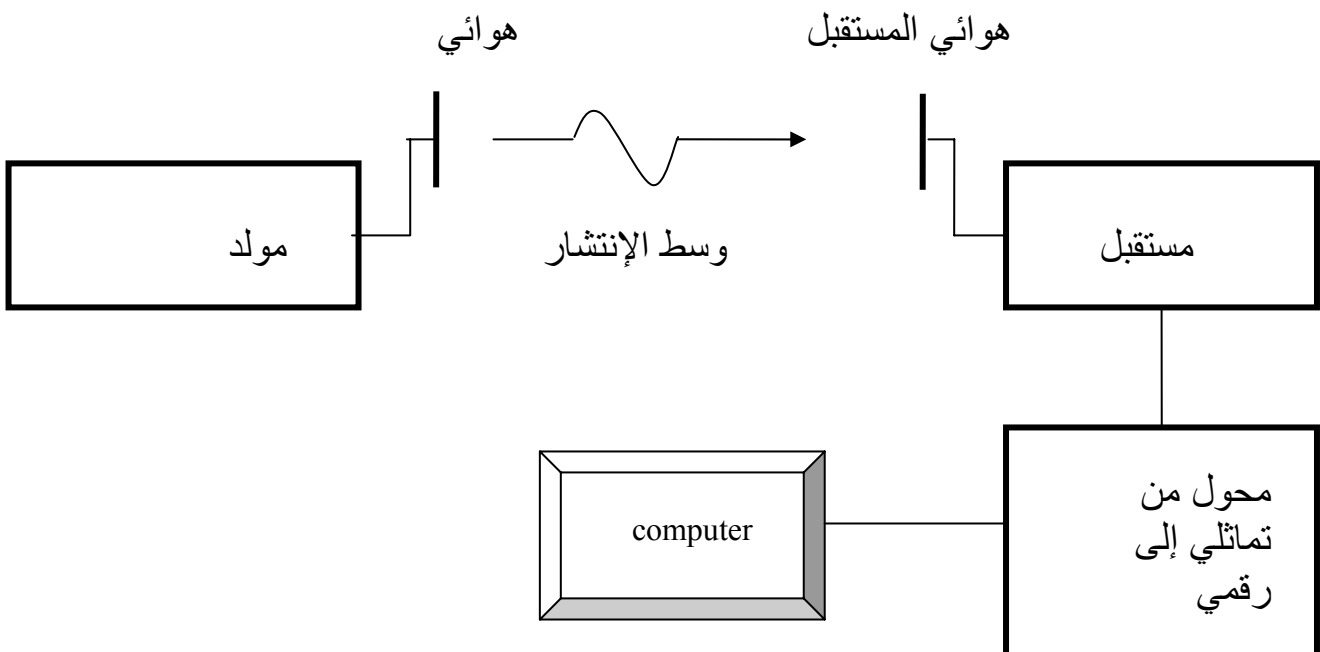 هوائي المستقبل
هوائي
مستقبل
وسط الإنتشار
مولد
محول من
تماثلي إلى
رقمي
computer